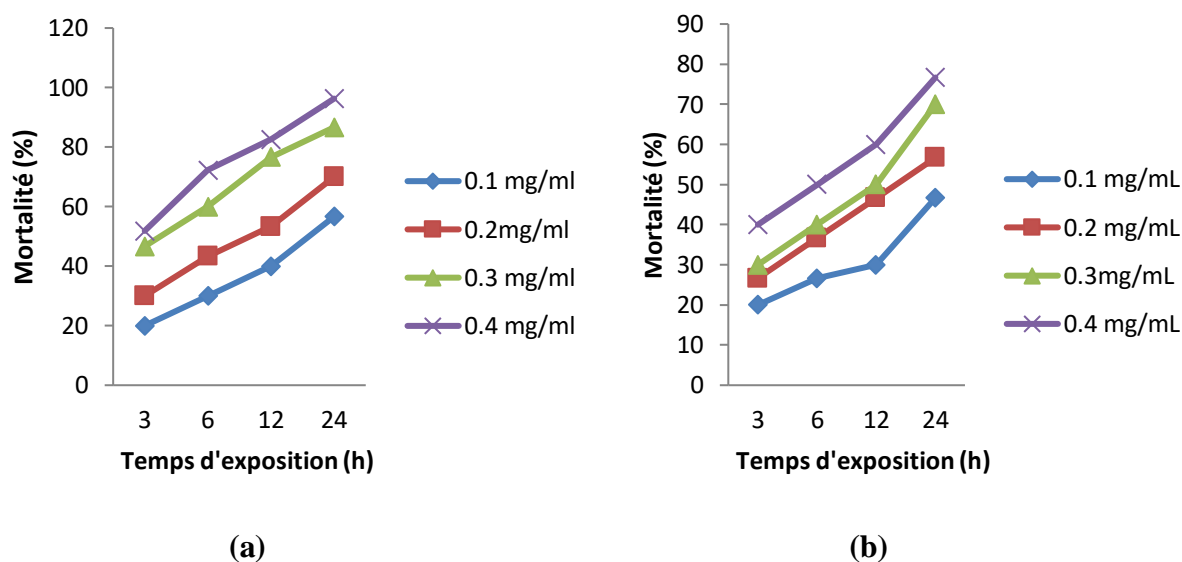 120
100
80
60
40
20
0
Mortalité (%)
3 6 12 24
Temps d'exposition (h)
0.1 mg/ml
0.2mg/ml
0.3 mg/ml
0.4 mg/ml
(a)
90
80
70
60
50
40
30
20
10
0
Mortalité (%)
3 6 12 24
Temps d'exposition (h)
0.1 mg/mL
0.2 mg/mL
0.3mg/mL
0.4 mg/mL
(b)